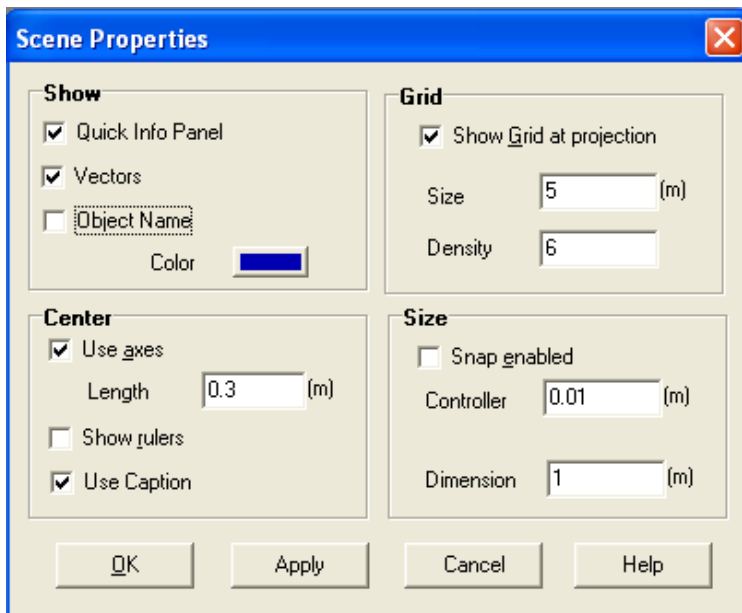 Scene Properties
Show
Quick Info Panel
Vectors
Object Name
Color
Grid
Show Grid at projection
Size 5 (m)
Density 6
Center
Use axes
Length 0.3 (m)
Show rulers
Use Caption
Size
Snap enabled
Controller 0.01 (m)
Dimension 1 (m)
OK Apply Cancel Help